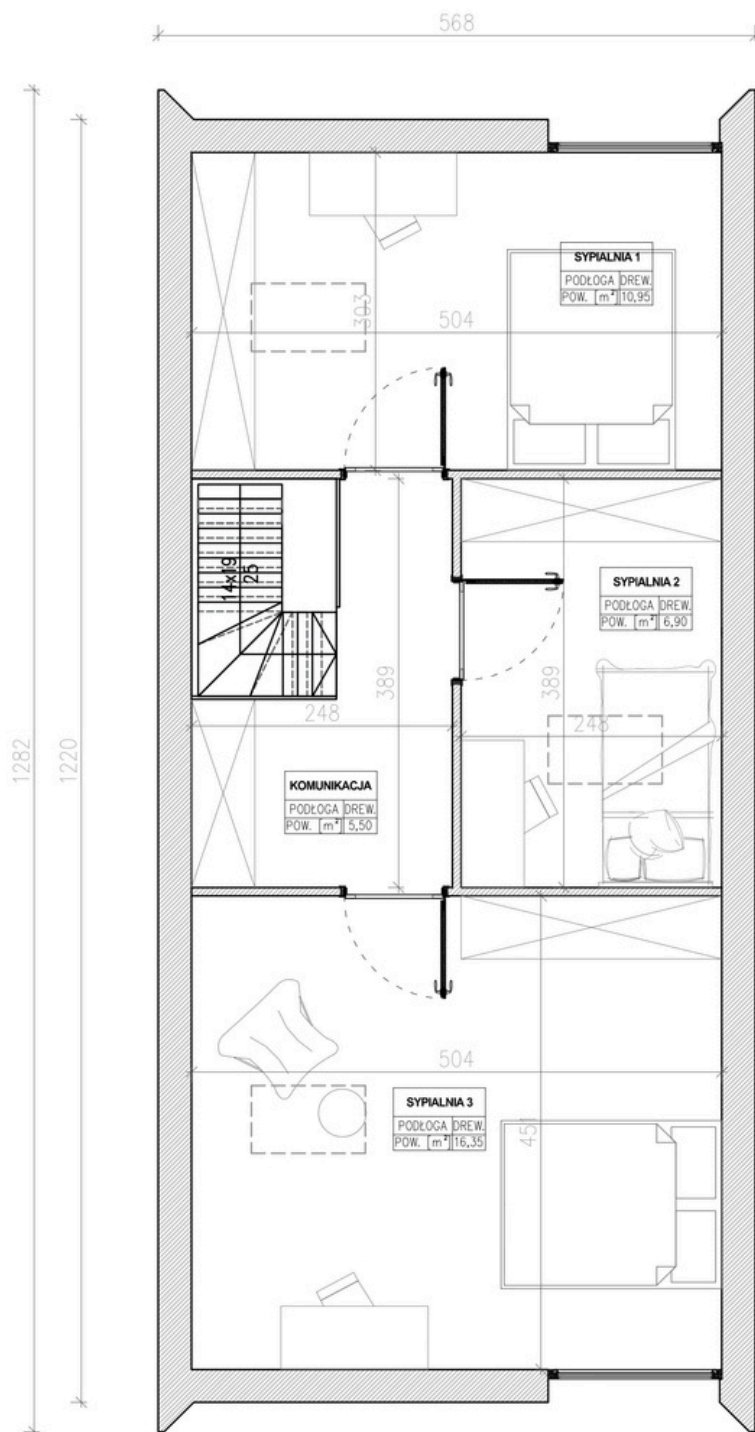 568
1282
1220
SYPIALNIA 1
PODŁOGA DREW.
POW. [m²] 10,95
303
504
14x19
25
SYPIALNIA 2
PODŁOGA DREW.
POW. [m²] 6,90
389
389
248
248
KOMUNIKACJA
PODŁOGA DREW.
POW. [m²] 5,50
504
SYPIALNIA 3
PODŁOGA DREW.
POW. [m²] 16,35
451